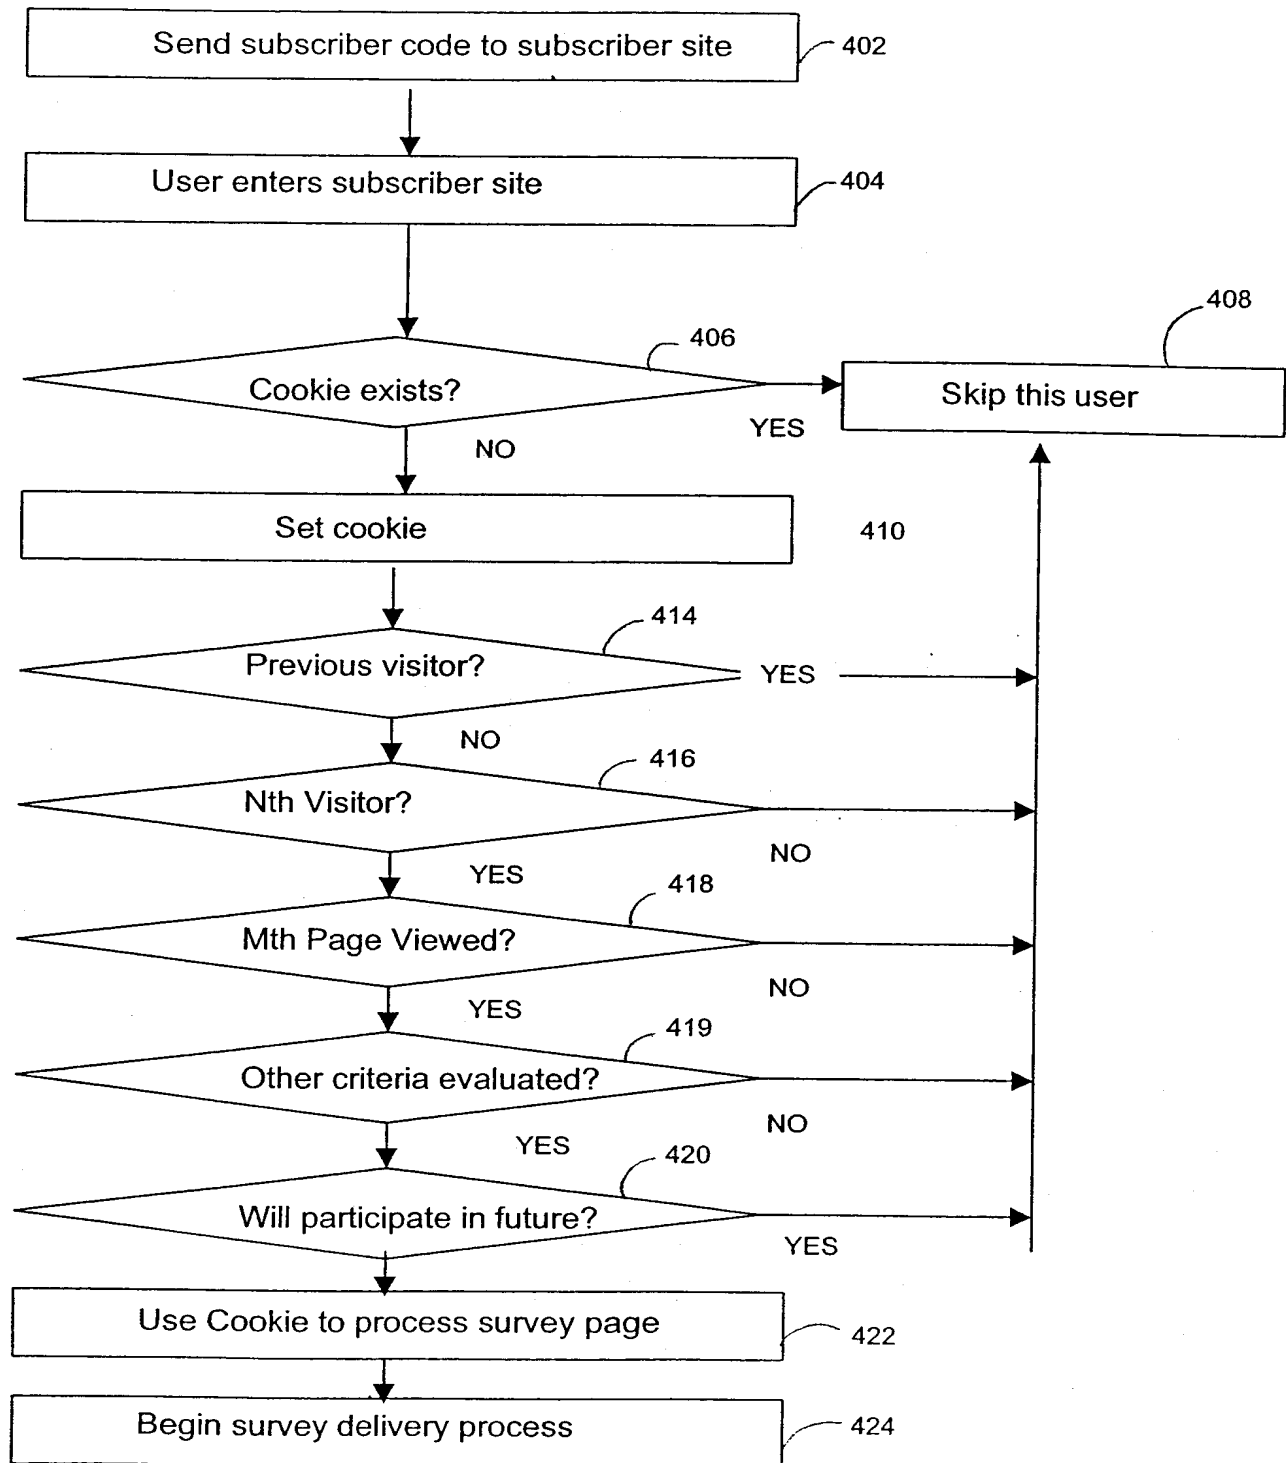 Send subscriber code to subscriber site
402
User enters subscriber site
404
408
406
Cookie exists?
Skip this user
YES
NO
Set cookie
410
414
Previous visitor?
YES
NO
416
Nth Visitor?
NO
YES
418
Mth Page Viewed?
NO
YES
419
Other criteria evaluated?
NO
YES
420
Will participate in future?
YES
Use Cookie to process survey page
422
Begin survey delivery process
424